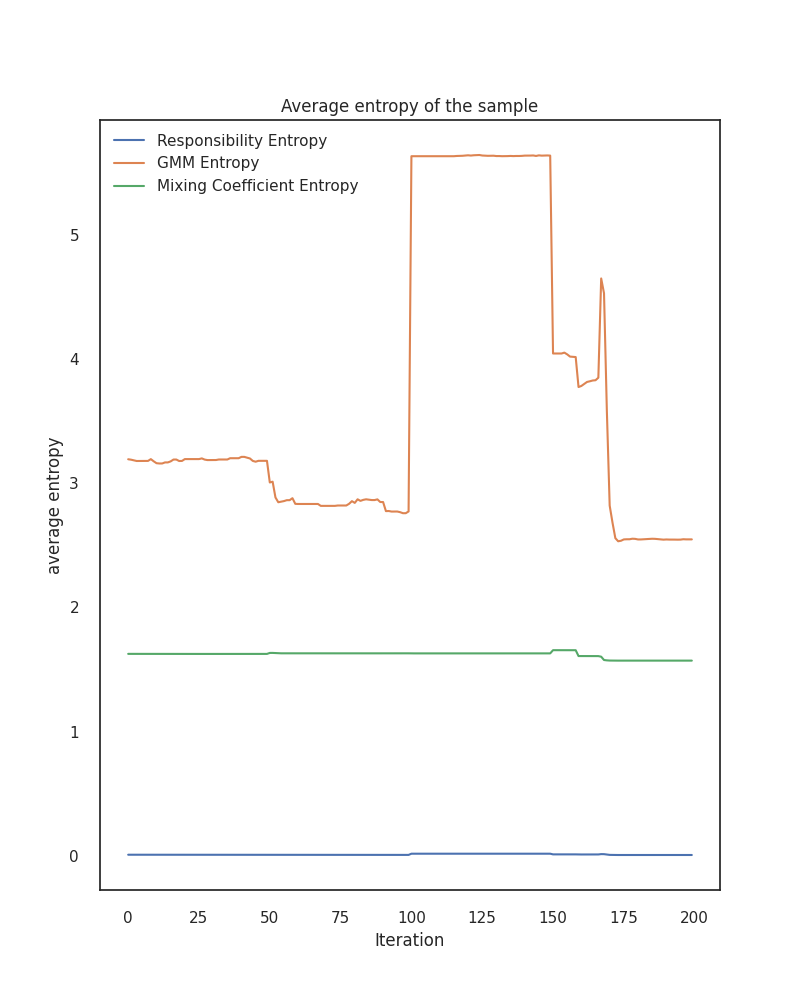 Average entropy of the sample
Responsibility Entropy
GMM Entropy
Mixing Coefficient Entropy
average entropy
5
4
3
2
1
0
0 25 50 75 100 125 150 175 200
Iteration